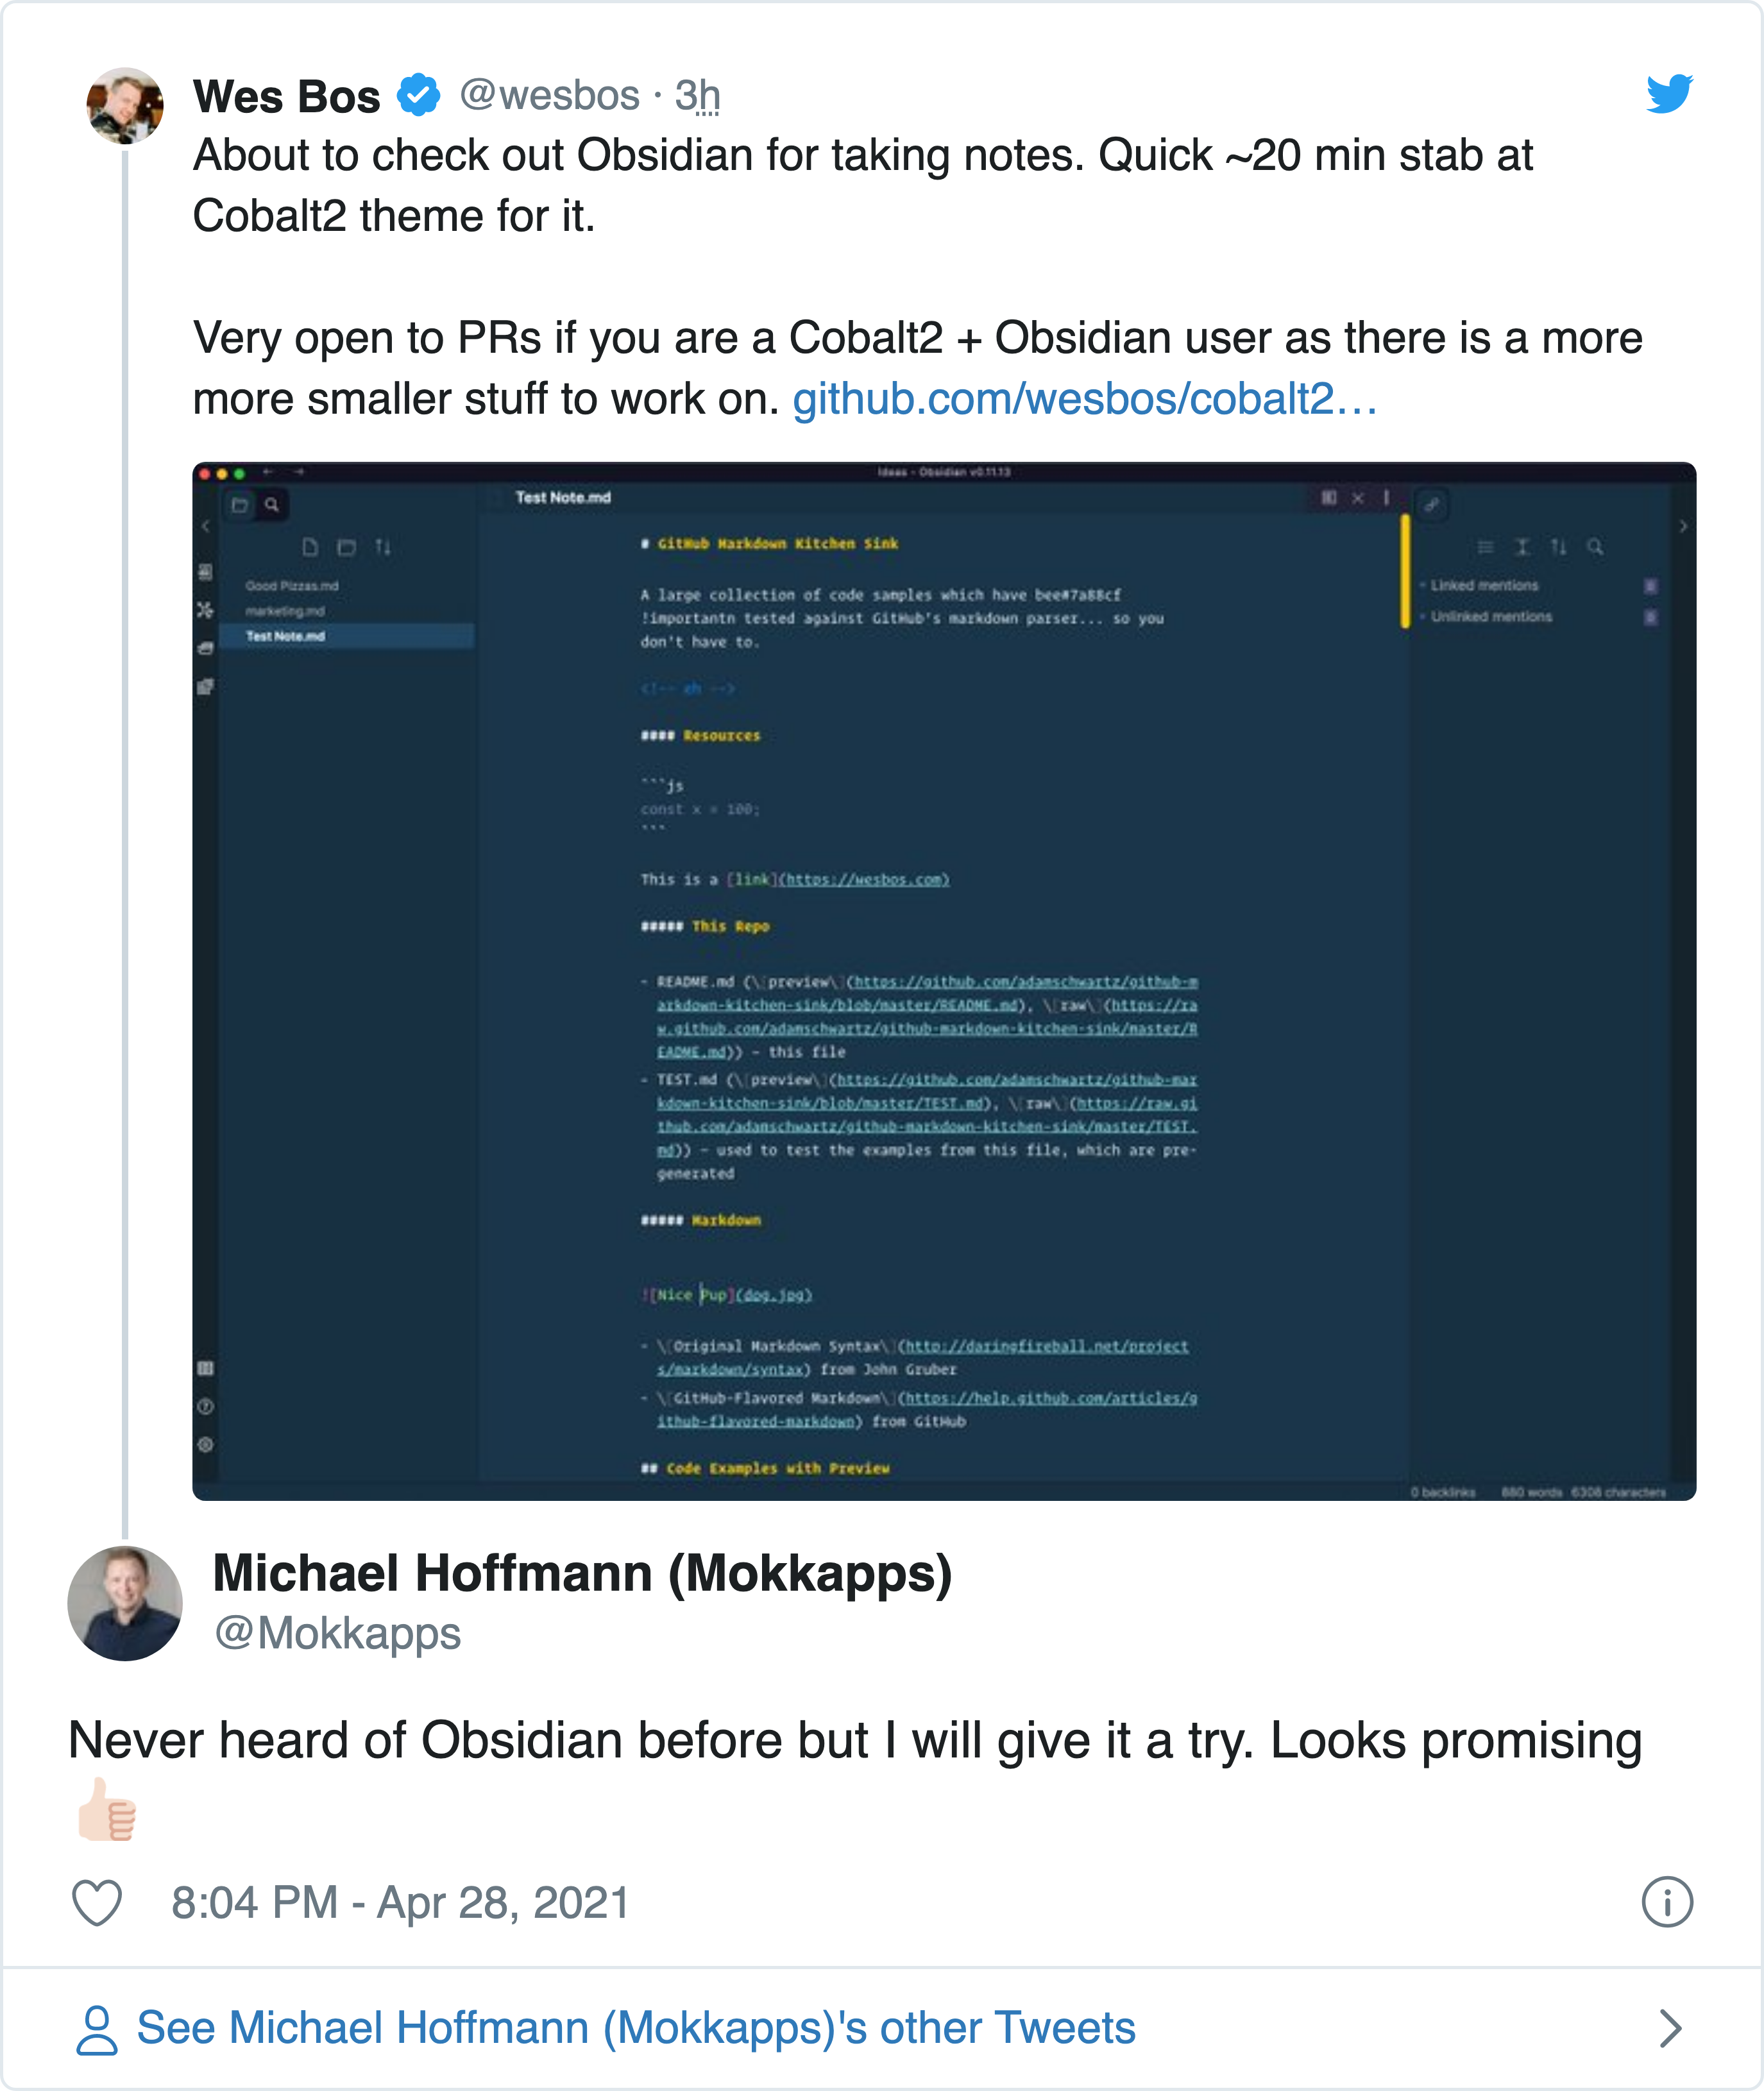 Wes Bos @wesbos · 3h
About to check out Obsidian for taking notes. Quick ~20 min stab at
Cobalt2 theme for it.
Very open to PRs if you are a Cobalt2 + Obsidian user as there is a more
more smaller stuff to work on. github.com/wesbos/cobalt2…
Ideas - Obsidian v0.11.13
Test Note.md
Good Pizzas.md
marketing.md
Test Note.md
# GitHub Markdown Kitchen Sink
A large collection of code samples which have bee#7a88cf
!importantn tested against GitHub's markdown parser... so you
don't have to.
<!-- eh -->
#### Resources
```js
const x = 100;
```
This is a [link](https://wesbos.com)
##### This Repo
- README.md (\[preview\](https://github.com/adamschwartz/github-m
arkdown-kitchen-sink/blob/master/README.md), \[raw\](https://ra
w.github.com/adamschwartz/github-markdown-kitchen-sink/master/R
EADME.md)) - this file
- TEST.md (\[preview\](https://github.com/adamschwartz/github-mar
kdown-kitchen-sink/blob/master/TEST.md), \[raw\](https://raw.gi
thub.com/adamschwartz/github-markdown-kitchen-sink/master/TEST.
md)) - used to test the examples from this file, which are pre-
generated
##### Markdown
![Nice Pup](dog.jpg)
- \[Original Markdown Syntax\](http://daringfireball.net/project
s/markdown/syntax) from John Gruber
- \[GitHub-Flavored Markdown\](https://help.github.com/articles/g
ithub-flavored-markdown) from GitHub
## Code Examples with Preview
Linked mentions
Unlinked mentions
0 backlinks 880 words 6308 characters
Michael Hoffmann (Mokkapps)
@Mokkapps
Never heard of Obsidian before but I will give it a try. Looks promising
👍🏻
8:04 PM - Apr 28, 2021
See Michael Hoffmann (Mokkapps)'s other Tweets